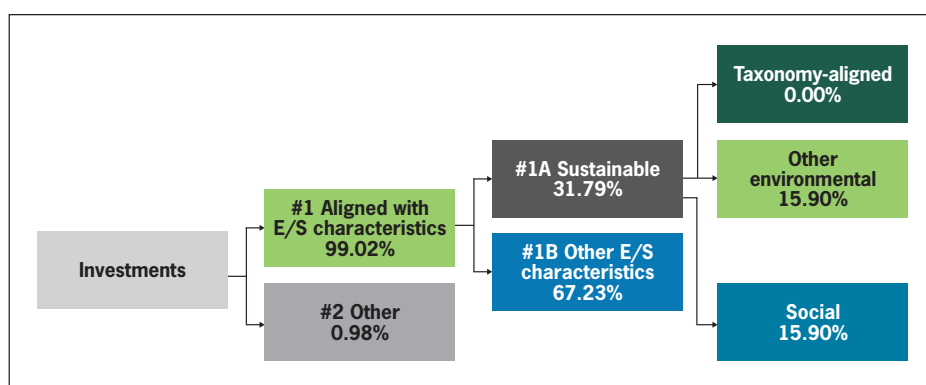 Investments
#1 Aligned with
E/S characteristics
99.02%
#2 Other
0.98%
#1A Sustainable
31.79%
#1B Other E/S
characteristics
67.23%
Taxonomy-aligned
0.00%
Other
environmental
15.90%
Social
15.90%